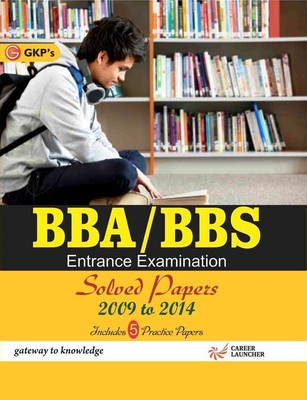 GKP's
BBA/BBS
Entrance Examination
Solved Papers
2009 to 2014
Includes 5 Practice Papers
gateway to knowledge
CAREER
LAUNCHER